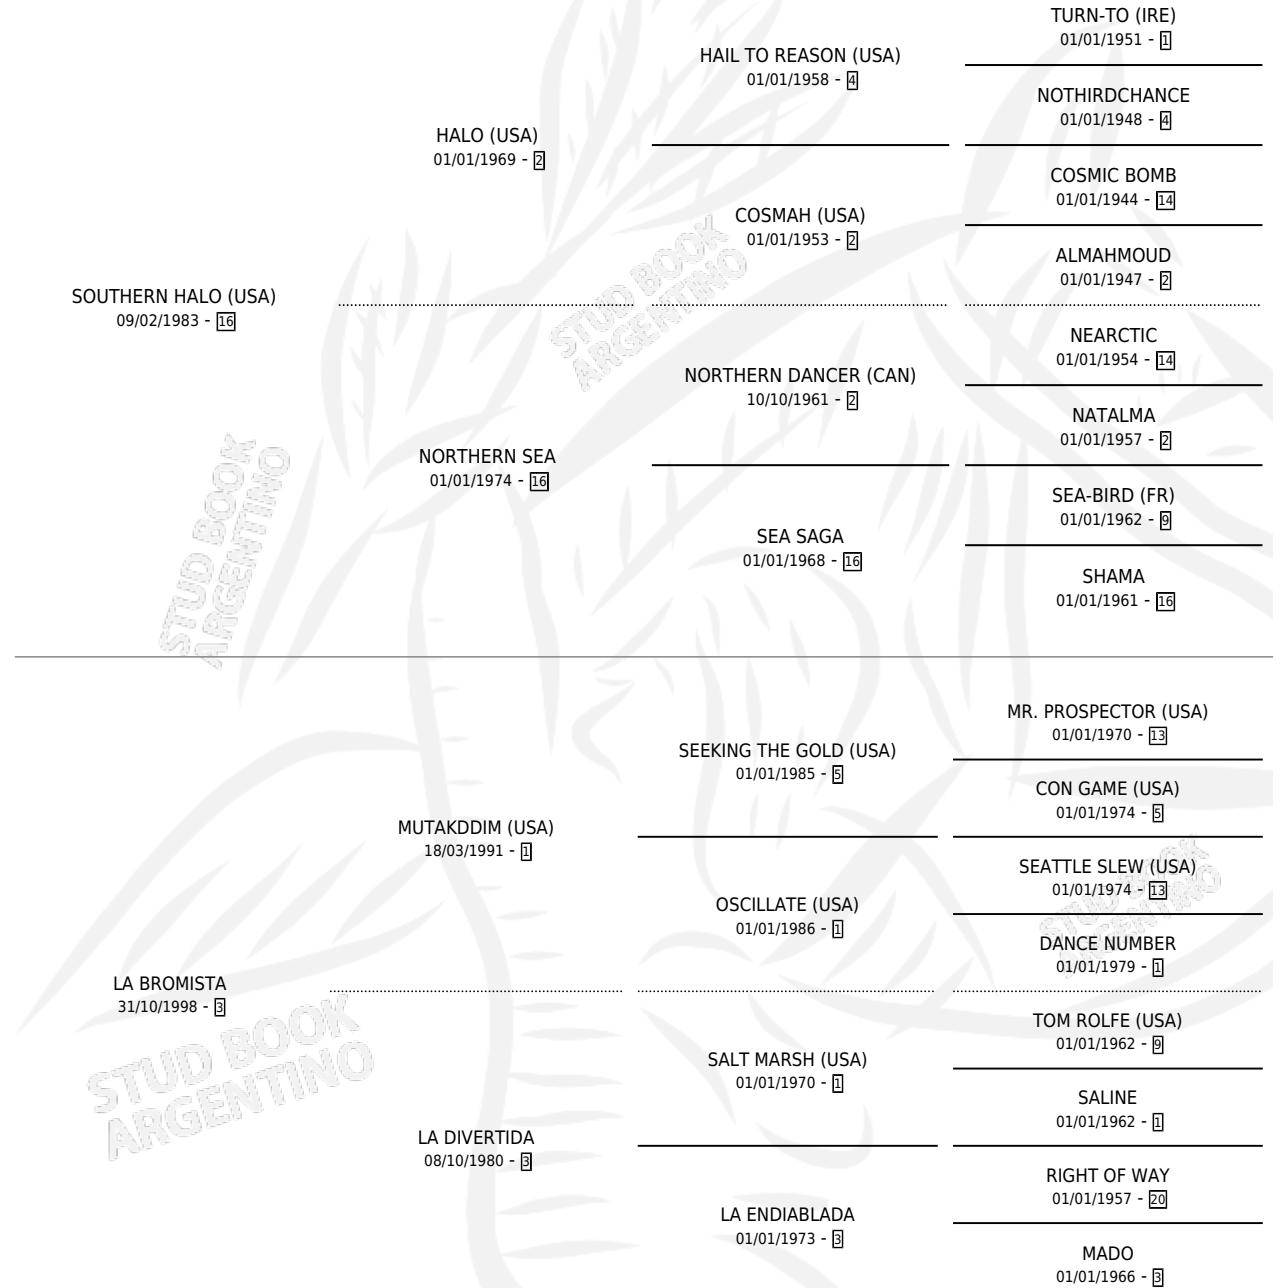 TURN-TO (IRE)
01/01/1951 - 1
HAIL TO REASON (USA)
01/01/1958 - 4
NOTHIRDCHANCE
01/01/1948 - 4
HALO (USA)
01/01/1969 - 2
COSMIC BOMB
01/01/1944 - 14
COSMAH (USA)
01/01/1953 - 2
ALMAHMOUD
01/01/1947 - 2
SOUTHERN HALO (USA)
09/02/1983 - 16
STUD BOOK
ARGENTINO
NEARCTIC
01/01/1954 - 14
NORTHERN DANCER (CAN)
10/10/1961 - 2
NATALMA
01/01/1957 - 2
NORTHERN SEA
01/01/1974 - 16
SEA-BIRD (FR)
01/01/1962 - 9
SEA SAGA
01/01/1968 - 16
SHAMA
01/01/1961 - 16
STUD BOOK
ARGENTINO
MR. PROSPECTOR (USA)
01/01/1970 - 13
SEEKING THE GOLD (USA)
01/01/1985 - 5
CON GAME (USA)
01/01/1974 - 5
MUTAKDDIM (USA)
18/03/1991 - 1
SEATTLE SLEW (USA)
01/01/1974 - 13
OSCILLATE (USA)
01/01/1986 - 1
STUD BOOK
ARGENTINO
DANCE NUMBER
01/01/1979 - 1
LA BROMISTA
31/10/1998 - 3
TOM ROLFE (USA)
01/01/1962 - 9
SALT MARSH (USA)
01/01/1970 - 1
STUD BOOK
ARGENTINO
SALINE
01/01/1962 - 1
LA DIVERTIDA
08/10/1980 - 3
RIGHT OF WAY
01/01/1957 - 20
LA ENDIABLADA
01/01/1973 - 3
MADO
01/01/1966 - 3